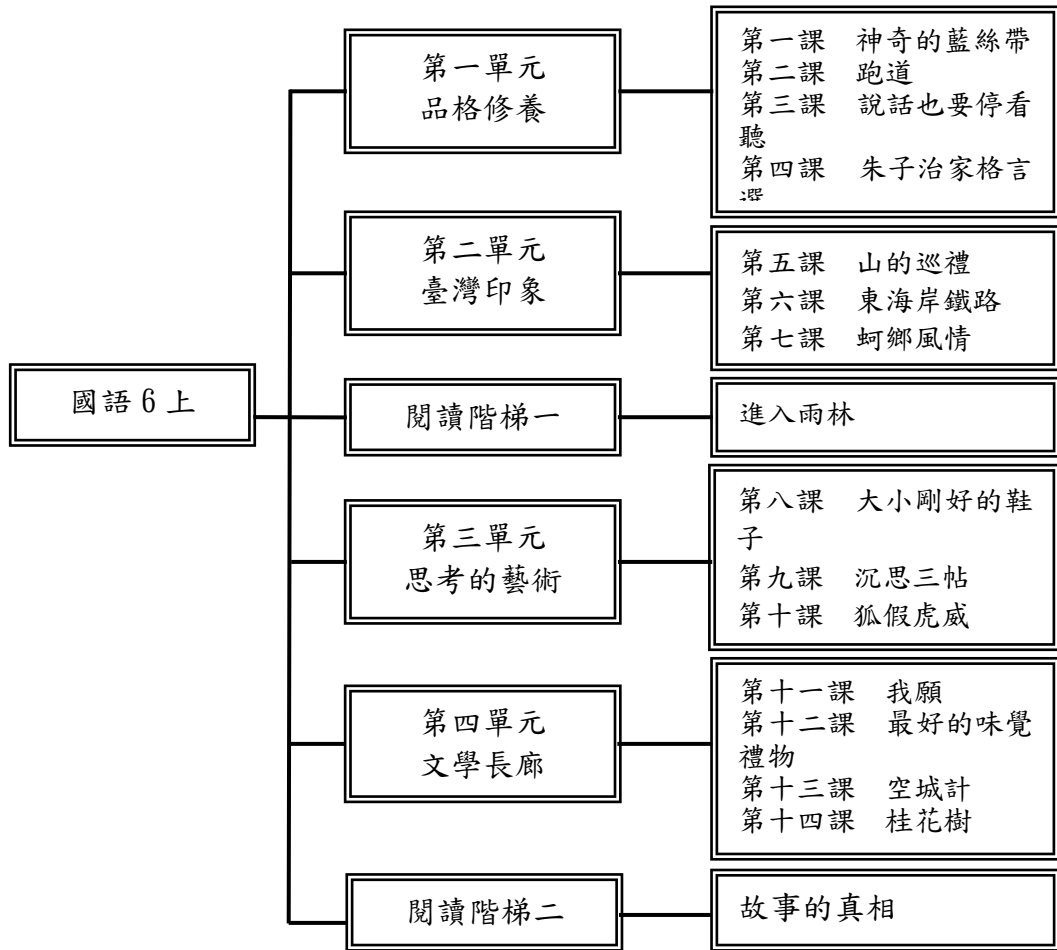 國語 6 上
第一單元
品格修養
第一課　神奇的藍絲帶
第二課　跑道
第三課　說話也要停看
聽
第四課　朱子治家格言
第二單元
臺灣印象
第五課　山的巡禮
第六課　東海岸鐵路
第七課　蚵鄉風情
閱讀階梯一
進入雨林
第三單元
思考的藝術
第八課　大小剛好的鞋
子
第九課　沉思三帖
第十課　狐假虎威
第四單元
文學長廊
第十一課　我願
第十二課　最好的味覺
禮物
第十三課　空城計
第十四課　桂花樹
閱讀階梯二
故事的真相